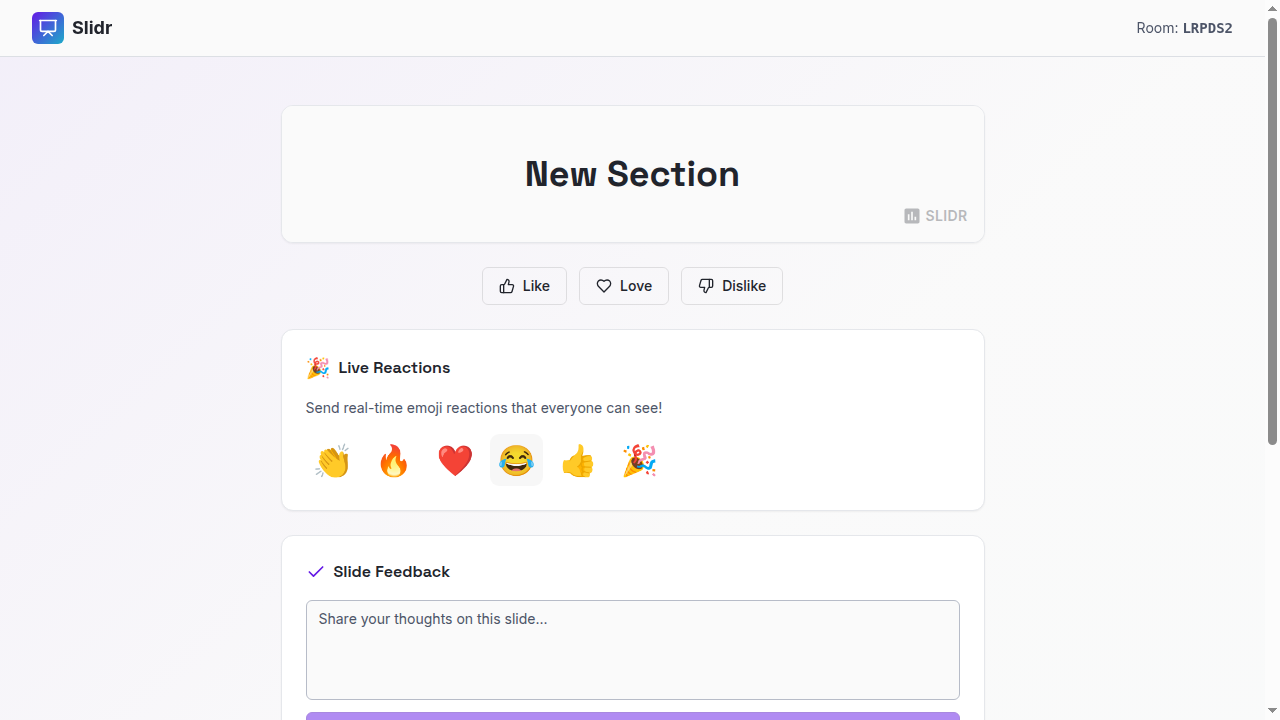 Slidr
Room: LRPDS2
New Section
SLIDR
Like
Love
Dislike
Live Reactions
Send real-time emoji reactions that everyone can see!
Slide Feedback
Share your thoughts on this slide...